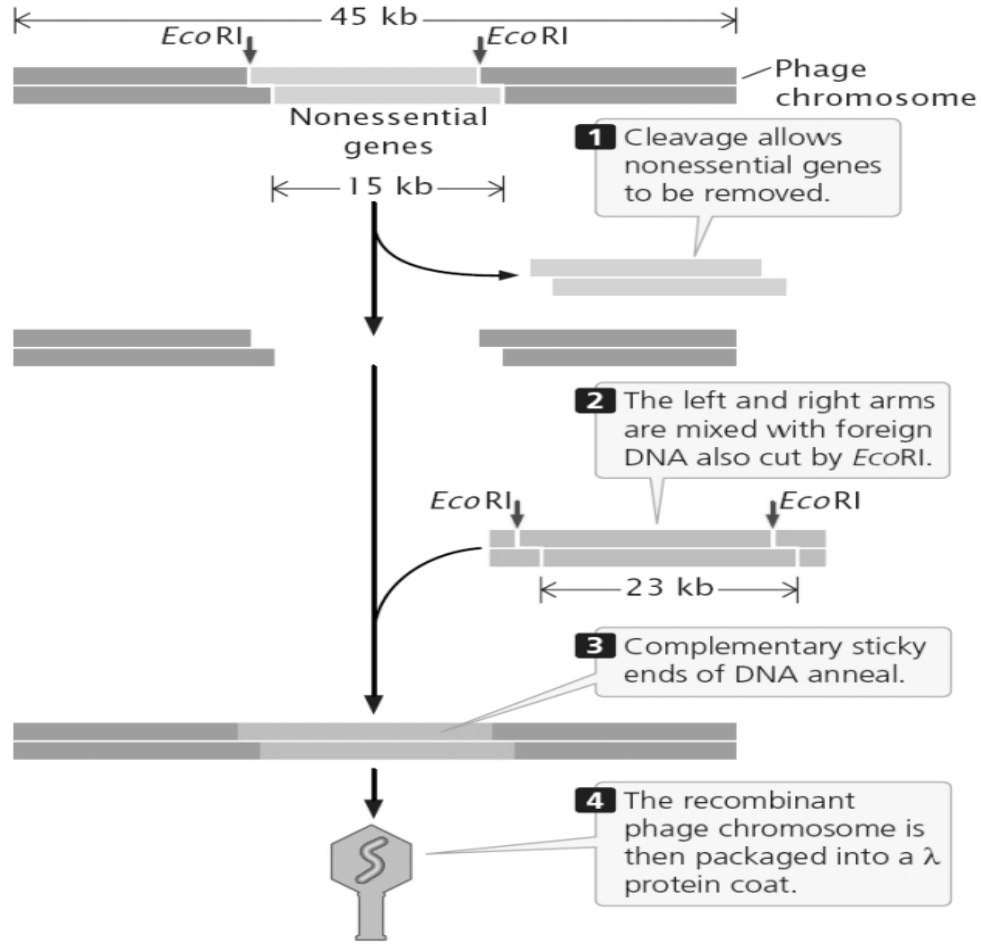 45 kb
EcoRI
EcoRI
Phage
chromosome
Nonessential
genes
15 kb
1 Cleavage allows
nonessential genes
to be removed.
2 The left and right arms
are mixed with foreign
DNA also cut by EcoRI.
EcoRI
EcoRI
23 kb
3 Complementary sticky
ends of DNA anneal.
4 The recombinant
phage chromosome is
then packaged into a λ
protein coat.